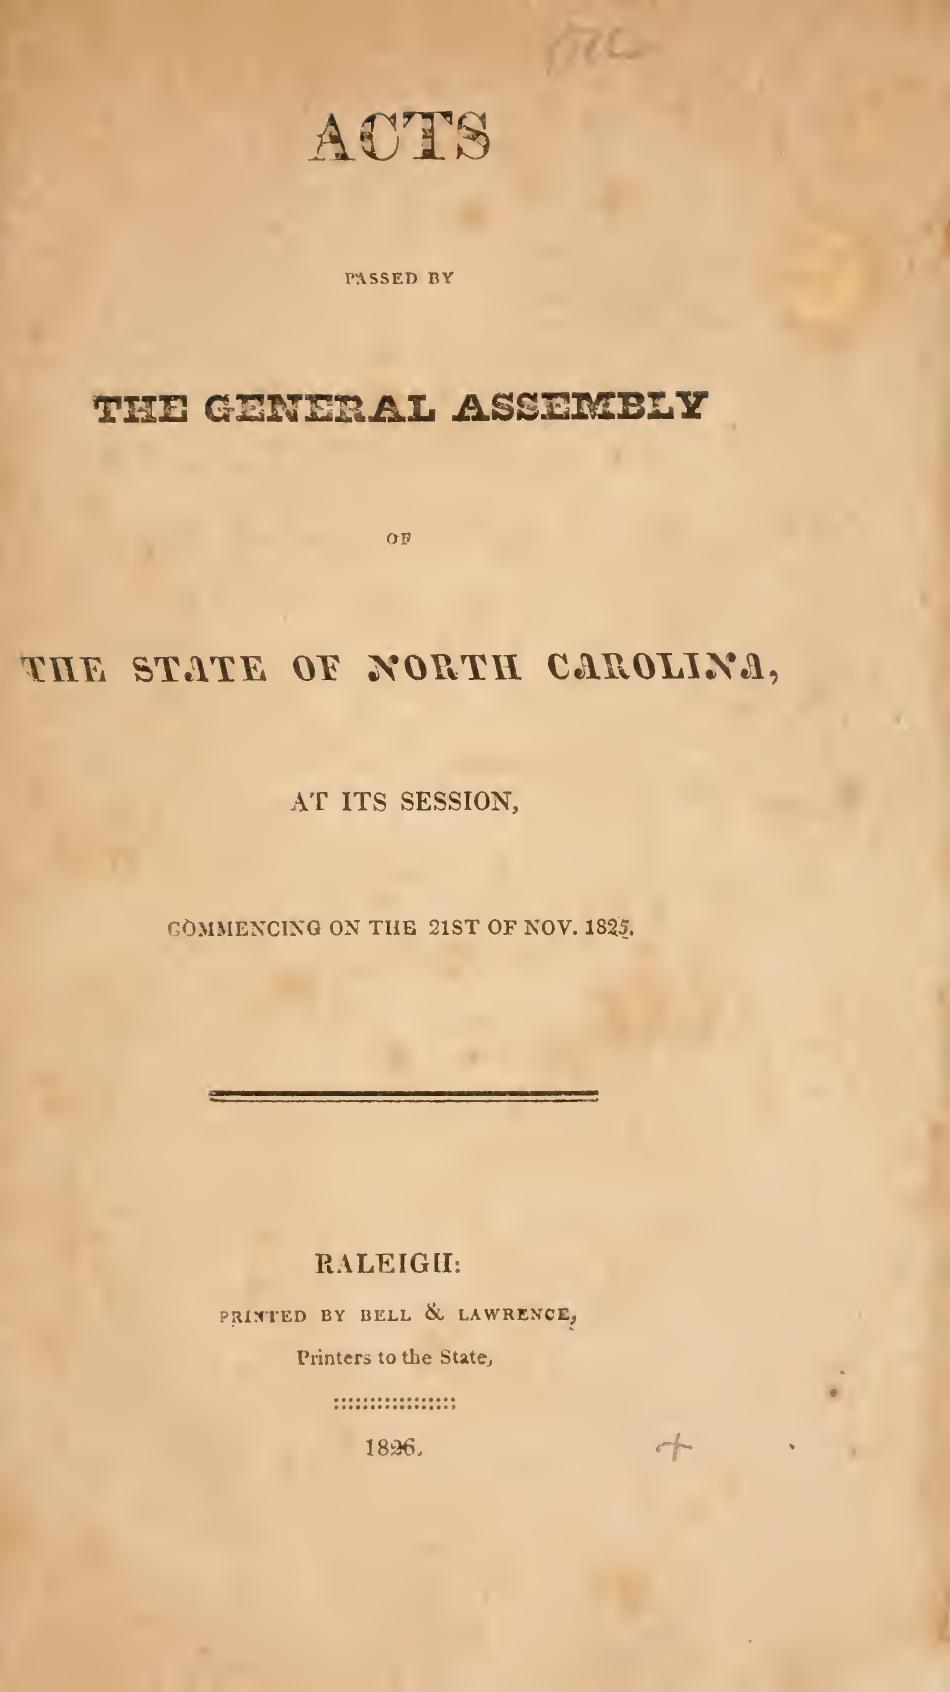 ACTS
PASSED BY
THE GENERAL ASSEMBLY
OF
THE STATE OF NORTH CAROLINA,
AT ITS SESSION,
COMMENCING ON THE 21ST OF NOV. 1825.
RALEIGH:
PRINTED BY BELL & LAWRENCE,
Printers to the State,
1826.